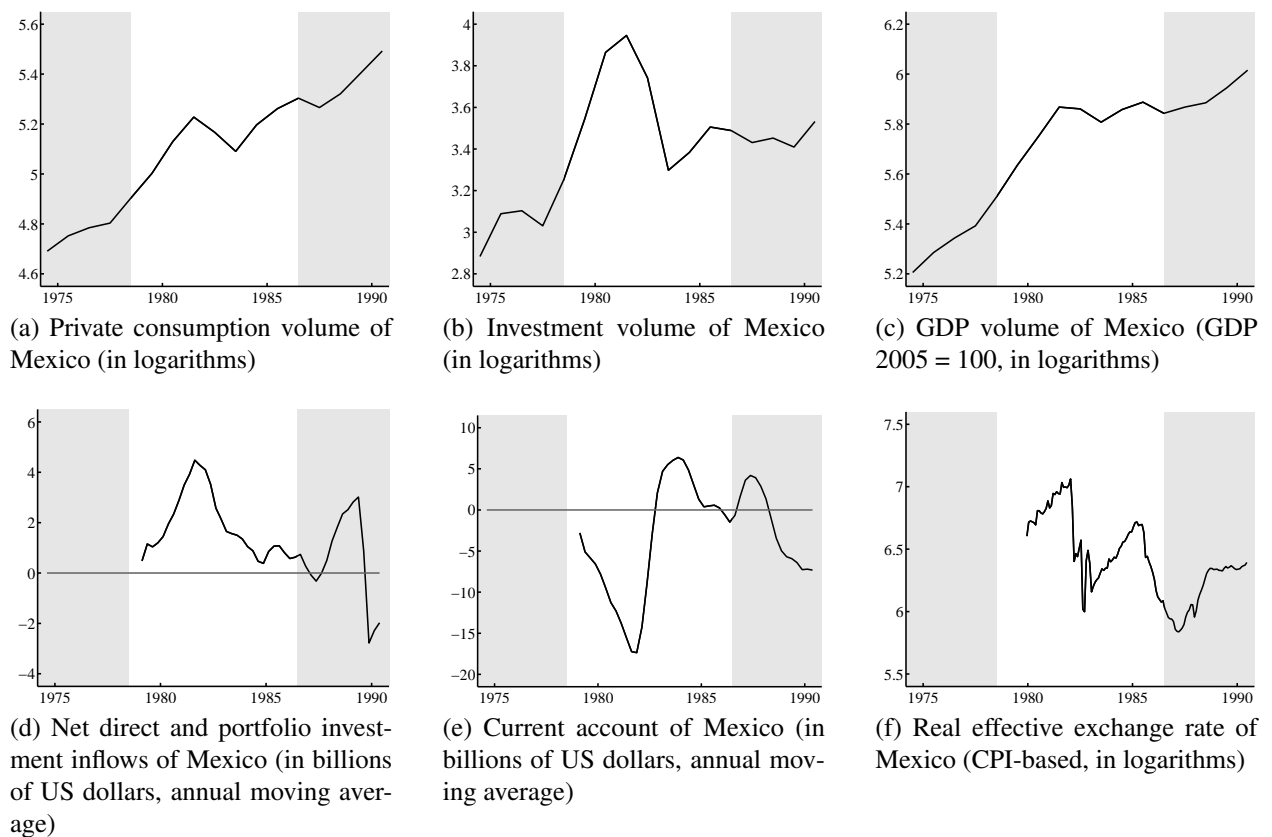 5.6
5.4
5.2
5
4.8
4.6
1975 1980 1985 1990
(a) Private consumption volume of
Mexico (in logarithms)
4
3.8
3.6
3.4
3.2
3
2.8
1975 1980 1985 1990
(b) Investment volume of Mexico
(in logarithms)
6.2
6
5.8
5.6
5.4
5.2
1975 1980 1985 1990
(c) GDP volume of Mexico (GDP
2005 = 100, in logarithms)
6
4
2
0
−2
−4
1975 1980 1985 1990
(d) Net direct and portfolio invest-
ment inflows of Mexico (in billions
of US dollars, annual moving aver-
age)
10
5
0
−5
−10
−15
−20
1975 1980 1985 1990
(e) Current account of Mexico (in
billions of US dollars, annual mov-
ing average)
7.5
7
6.5
6
5.5
1975 1980 1985 1990
(f) Real effective exchange rate of
Mexico (CPI-based, in logarithms)